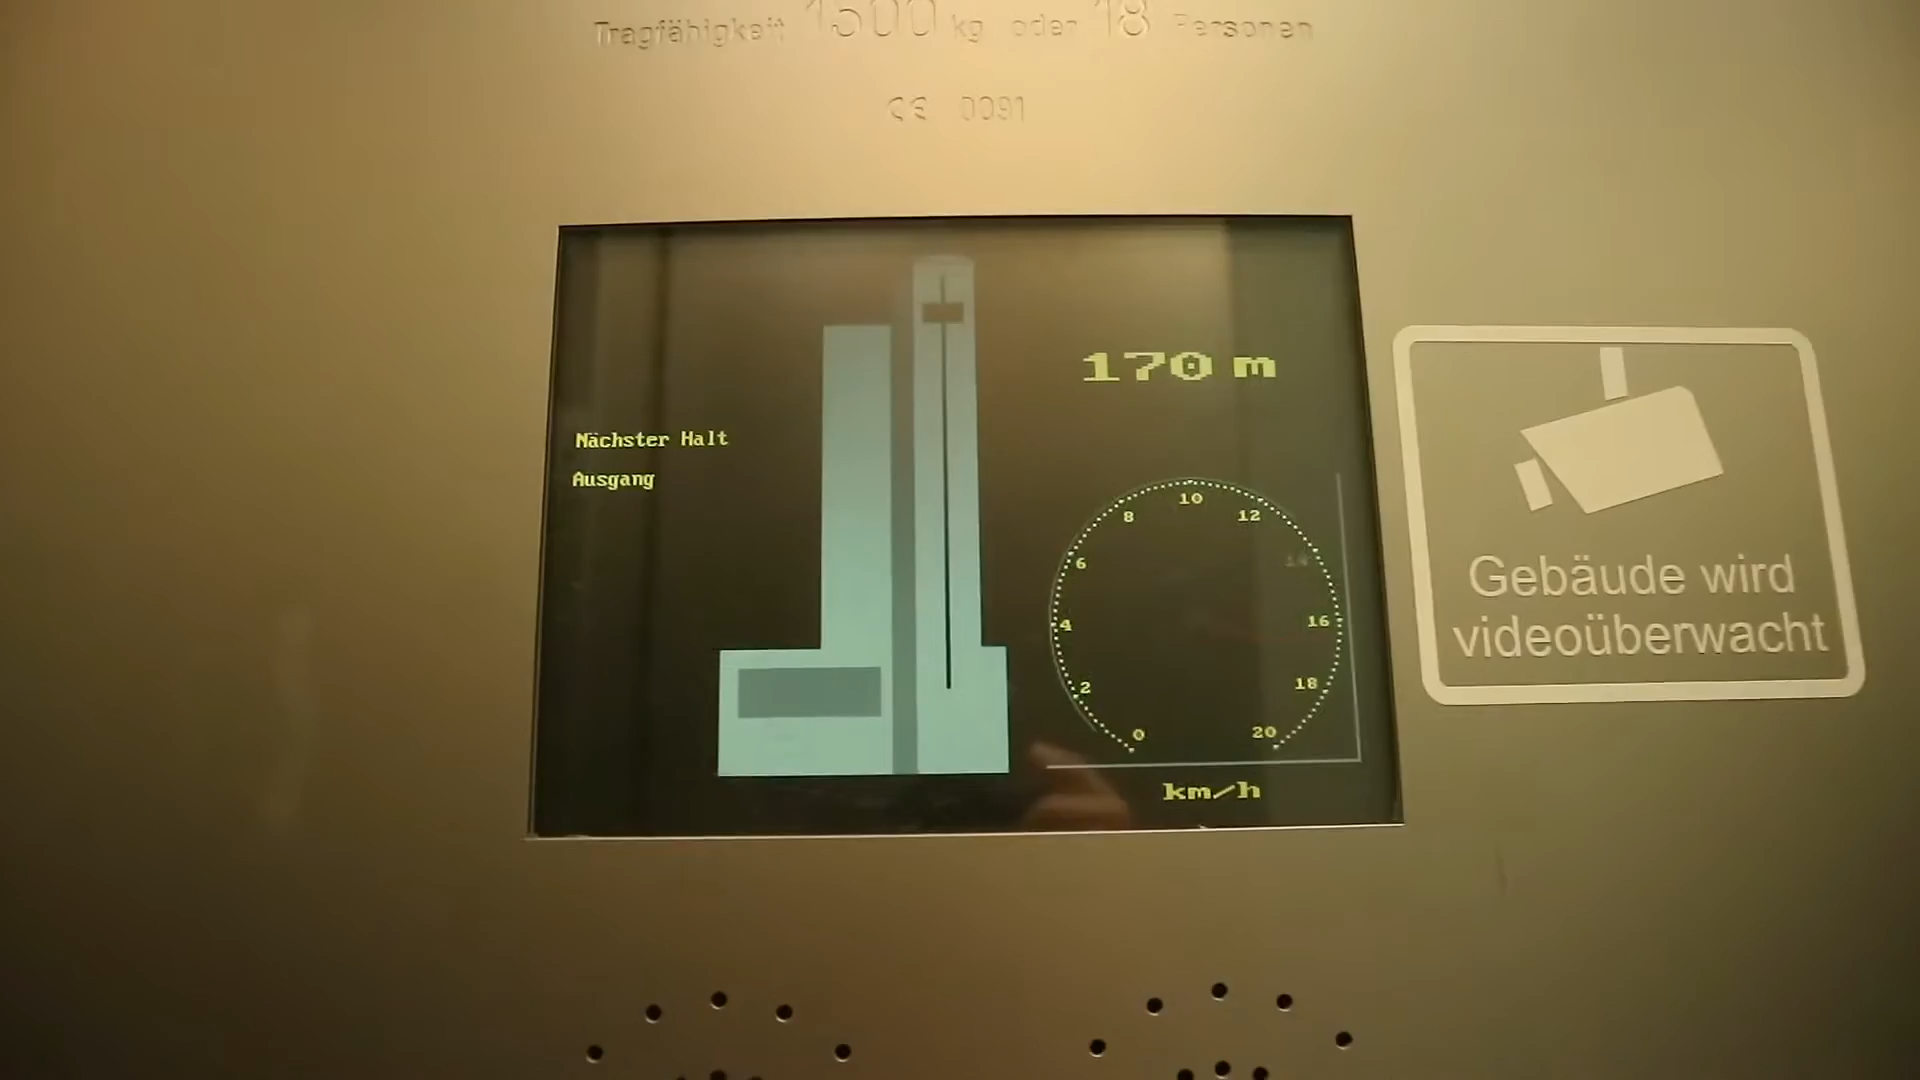 Tragfähigkeit 1500 kg oder 18 Personen
CE 0091
170 m
Nächster Halt
Ausgang
10
8
12
6
14
4
16
2
18
0
20
km/h
Gebäude wird
videoüberwacht